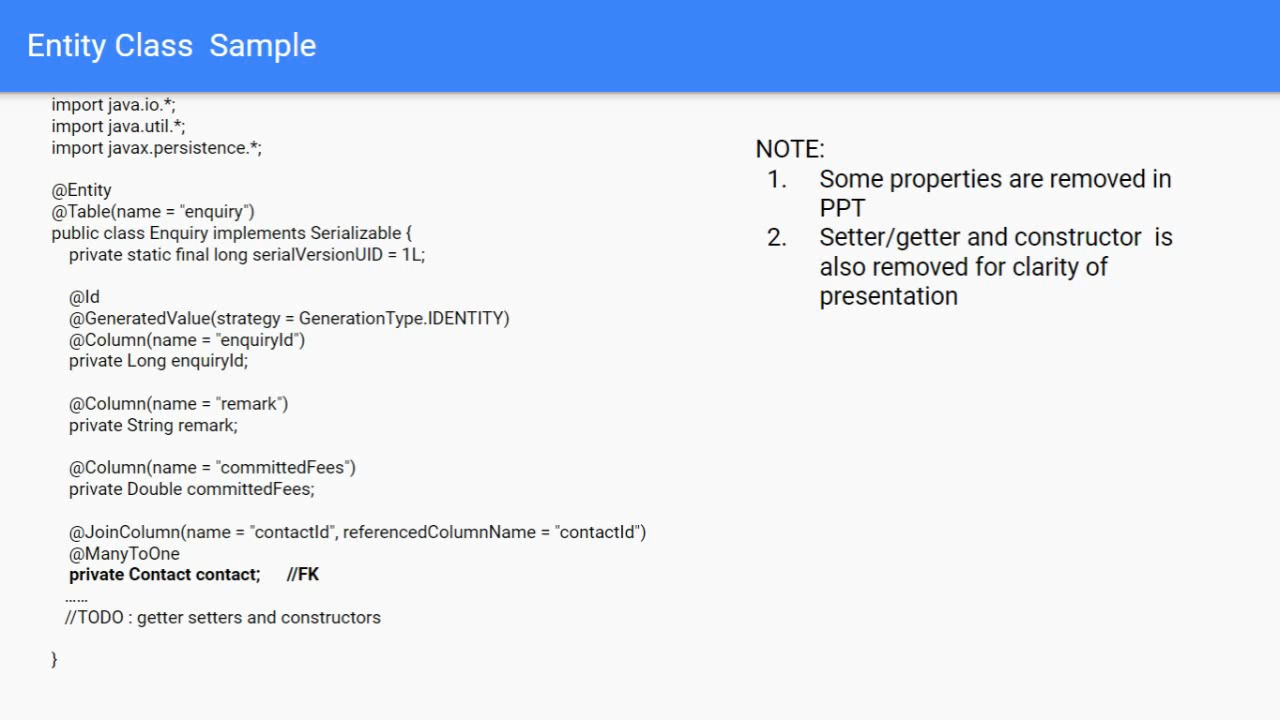 Entity Class  Sample
import java.io.*;
import java.util.*;
import javax.persistence.*;
@Entity
@Table(name = "enquiry")
public class Enquiry implements Serializable {
private static final long serialVersionUID = 1L;
@Id
@GeneratedValue(strategy = GenerationType.IDENTITY)
@Column(name = "enquiryId")
private Long enquiryId;
@Column(name = "remark")
private String remark;
@Column(name = "committedFees")
private Double committedFees;
@JoinColumn(name = "contactId", referencedColumnName = "contactId")
@ManyToOne
private Contact contact;      //FK
......
//TODO : getter setters and constructors
}
NOTE:
1. Some properties are removed in
PPT
2. Setter/getter and constructor  is
also removed for clarity of
presentation